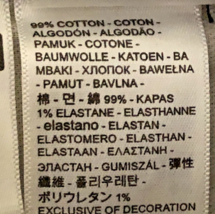 99% COTTON - COTON -
ALGODÓN - ALGODÃO -
PAMUK - COTONE -
BAUMWOLLE - KATOEN - BA
MBAKI - ХЛОПОК - BAWEŁNA
- PAMUT - BAVLNA -
棉 - 면 - 綿 99% - KAPAS
1% ELASTANE - ELASTHANNE
- elastano - ELASTAN -
ELASTOMERO - ELASTHAN -
ELASTAAN - ΕΛΑΣΤΑΝΗ -
ЭЛАСТАН - GUMISZÁL - 彈性
纖維 - 폴리우레탄 -
ポリウレタン 1%
EXCLUSIVE OF DECORATION